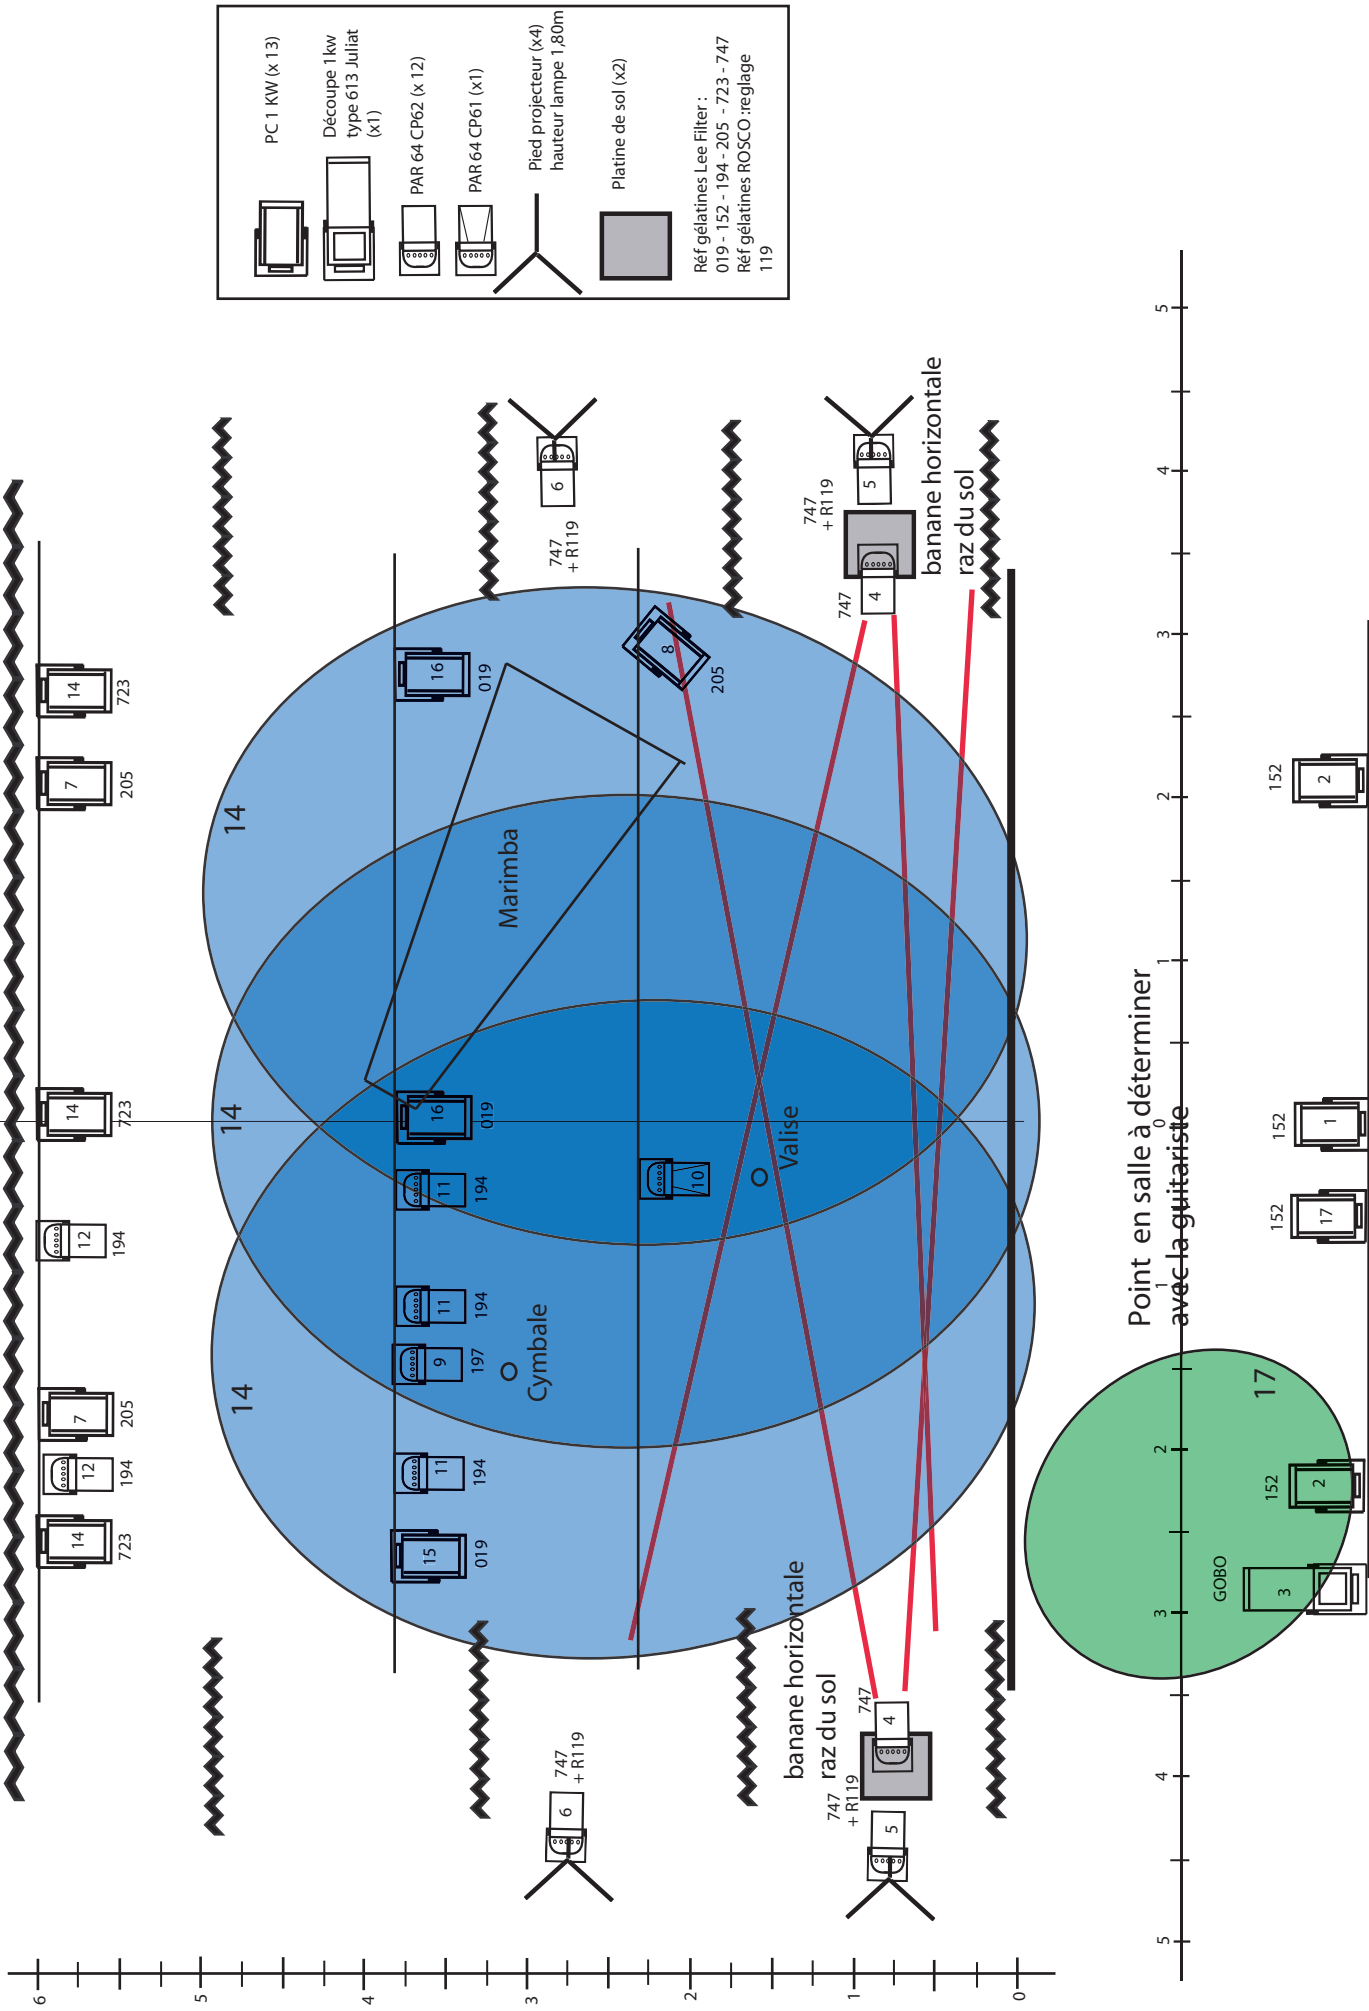 PC 1 KW (x 13)
Découpe 1kw
type 613 Juliat
(x1)
PAR 64 CP62 (x 12)
PAR 64 CP61 (x1)
Pied projecteur (x4)
hauteur lampe 1,80m
Platine de sol (x2)
Réf gélatines Lee Filter :
019 - 152 - 194 - 205 - 723 - 747
Réf gélatines ROSCO :reglage
119
14
723
12
194
7
205
14
723
12
194
7
205
14
723
14
14
14
15
019
11
194
9
197
11
194
11
194
16
019
16
019
Cymbale
Marimba
6
747
+ R119
6
747
+ R119
10
8
205
Valise
banane horizontale
raz du sol
747
+ R119
5
747
4
747
4
747
+ R119
5
banane horizontale
raz du sol
Point en salle à déterminer
avec la guitariste
5
4
3
2
1
0
1
2
3
4
5
17
GOBO
3
152
2
152
17
152
1
152
2
6
5
4
3
2
1
0